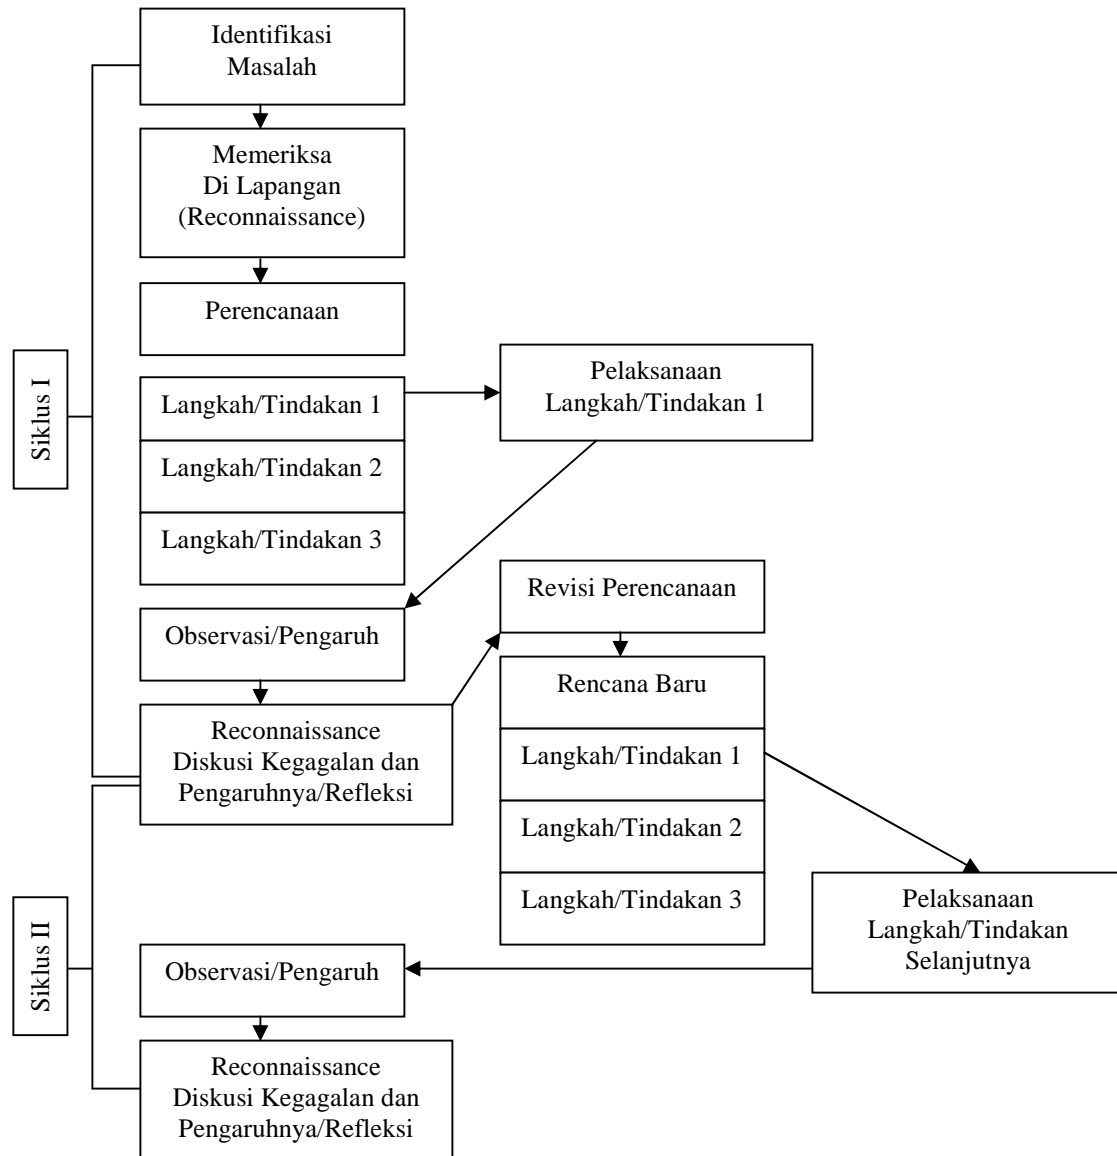 Identifikasi
Masalah
Memeriksa
Di Lapangan
(Reconnaissance)
Perencanaan
Siklus I
Langkah/Tindakan 1
Langkah/Tindakan 2
Langkah/Tindakan 3
Pelaksanaan
Langkah/Tindakan 1
Observasi/Pengaruh
Reconnaissance
Diskusi Kegagalan dan
Pengaruhnya/Refleksi
Revisi Perencanaan
Rencana Baru
Langkah/Tindakan 1
Langkah/Tindakan 2
Langkah/Tindakan 3
Pelaksanaan
Langkah/Tindakan
Selanjutnya
Siklus II
Observasi/Pengaruh
Reconnaissance
Diskusi Kegagalan dan
Pengaruhnya/Refleksi